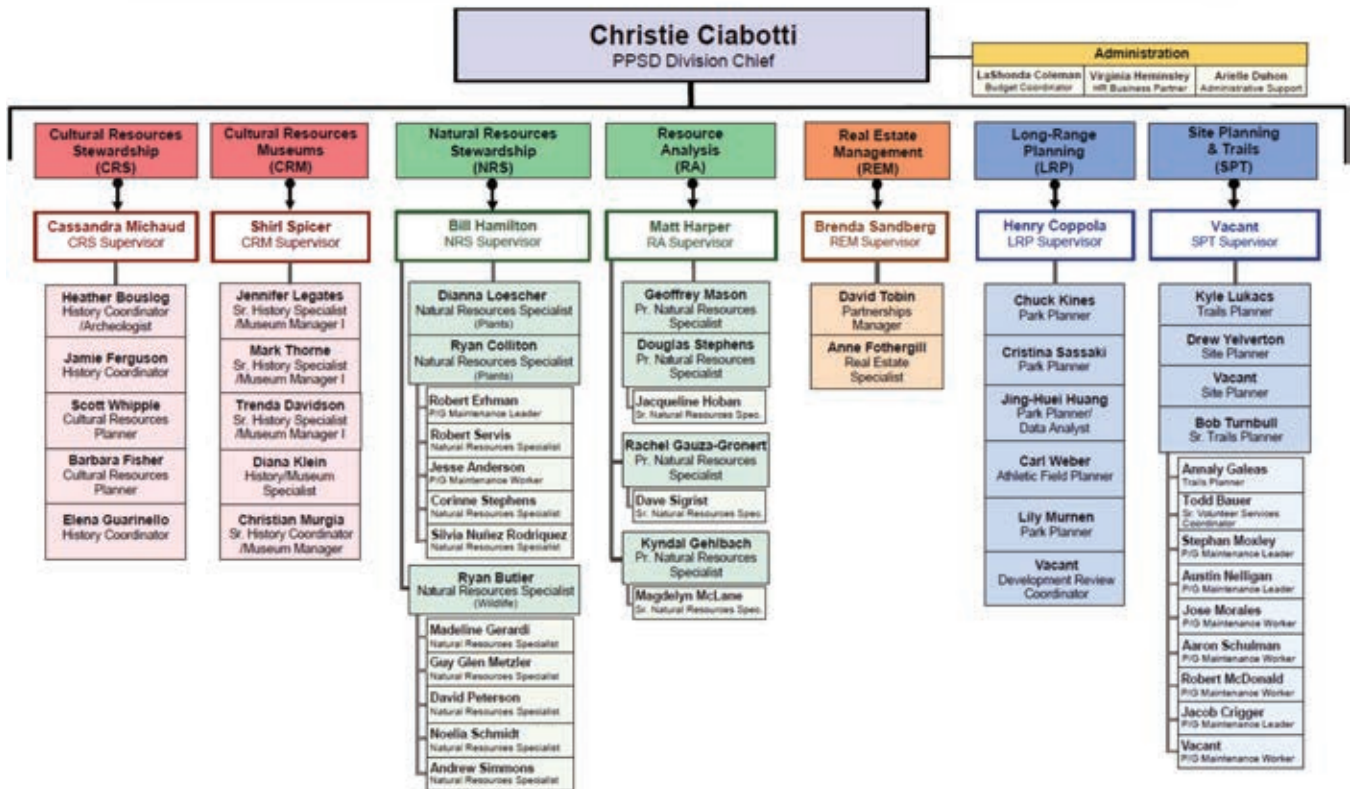 Christie Ciabotti
PPSD Division Chief
Administration
LaShonda Coleman
Budget Coordinator
Virginia Heminsley
HR Business Partner
Arielle Duhon
Administrative Support
Cultural Resources
Stewardship
(CRS)
Cassandra Michaud
CRS Supervisor
Heather Bouslog
History Coordinator
/Archeologist
Jamie Ferguson
History Coordinator
Scott Whipple
Cultural Resources
Planner
Barbara Fisher
Cultural Resources
Planner
Elena Guarinello
History Coordinator
Cultural Resources
Museums
(CRM)
Shirl Spicer
CRM Supervisor
Jennifer Legates
Sr. History Specialist
/Museum Manager I
Mark Thorne
Sr. History Specialist
/Museum Manager I
Trenda Davidson
Sr. History Specialist
/Museum Manager I
Diana Klein
History/Museum
Specialist
Christian Murgia
Sr. History Coordinator
/Museum Manager
Natural Resources
Stewardship
(NRS)
Bill Hamilton
NRS Supervisor
Dianna Loescher
Natural Resources Specialist
(Plants)
Ryan Colliton
Natural Resources Specialist
(Plants)
Robert Erhman
P/G Maintenance Leader
Robert Servis
Natural Resources Specialist
Jesse Anderson
P/G Maintenance Worker
Corinne Stephens
Natural Resources Specialist
Silvia Nuñez Rodriquez
Natural Resources Specialist
Ryan Butler
Natural Resources Specialist
(Wildlife)
Madeline Gerardi
Natural Resources Specialist
Guy Glen Metzler
Natural Resources Specialist
David Peterson
Natural Resources Specialist
Noelia Schmidt
Natural Resources Specialist
Andrew Simmons
Natural Resources Specialist
Resource
Analysis
(RA)
Matt Harper
RA Supervisor
Geoffrey Mason
Pr. Natural Resources
Specialist
Douglas Stephens
Pr. Natural Resources
Specialist
Jacqueline Hoban
Sr. Natural Resources Spec.
Rachel Gauza-Gronert
Pr. Natural Resources
Specialist
Dave Sigrist
Sr. Natural Resources Spec.
Kyndal Gehlbach
Pr. Natural Resources
Specialist
Magdelyn McLane
Sr. Natural Resources Spec.
Real Estate
Management
(REM)
Brenda Sandberg
REM Supervisor
David Tobin
Partnerships
Manager
Anne Fothergill
Real Estate
Specialist
Long-Range
Planning
(LRP)
Henry Coppola
LRP Supervisor
Chuck Kines
Park Planner
Cristina Sassaki
Park Planner
Jing-Huei Huang
Park Planner/
Data Analyst
Carl Weber
Athletic Field Planner
Lily Murnen
Park Planner
Vacant
Development Review
Coordinator
Site Planning
& Trails
(SPT)
Vacant
SPT Supervisor
Kyle Lukacs
Trails Planner
Drew Yelverton
Site Planner
Vacant
Site Planner
Bob Turnbull
Sr. Trails Planner
Annaly Galeas
Trails Planner
Todd Bauer
Sr. Volunteer Services
Coordinator
Stephan Moxley
P/G Maintenance Leader
Austin Nelligan
P/G Maintenance Leader
Jose Morales
P/G Maintenance Worker
Aaron Schulman
P/G Maintenance Worker
Robert McDonald
P/G Maintenance Worker
Jacob Crigger
P/G Maintenance Leader
Vacant
P/G Maintenance Worker